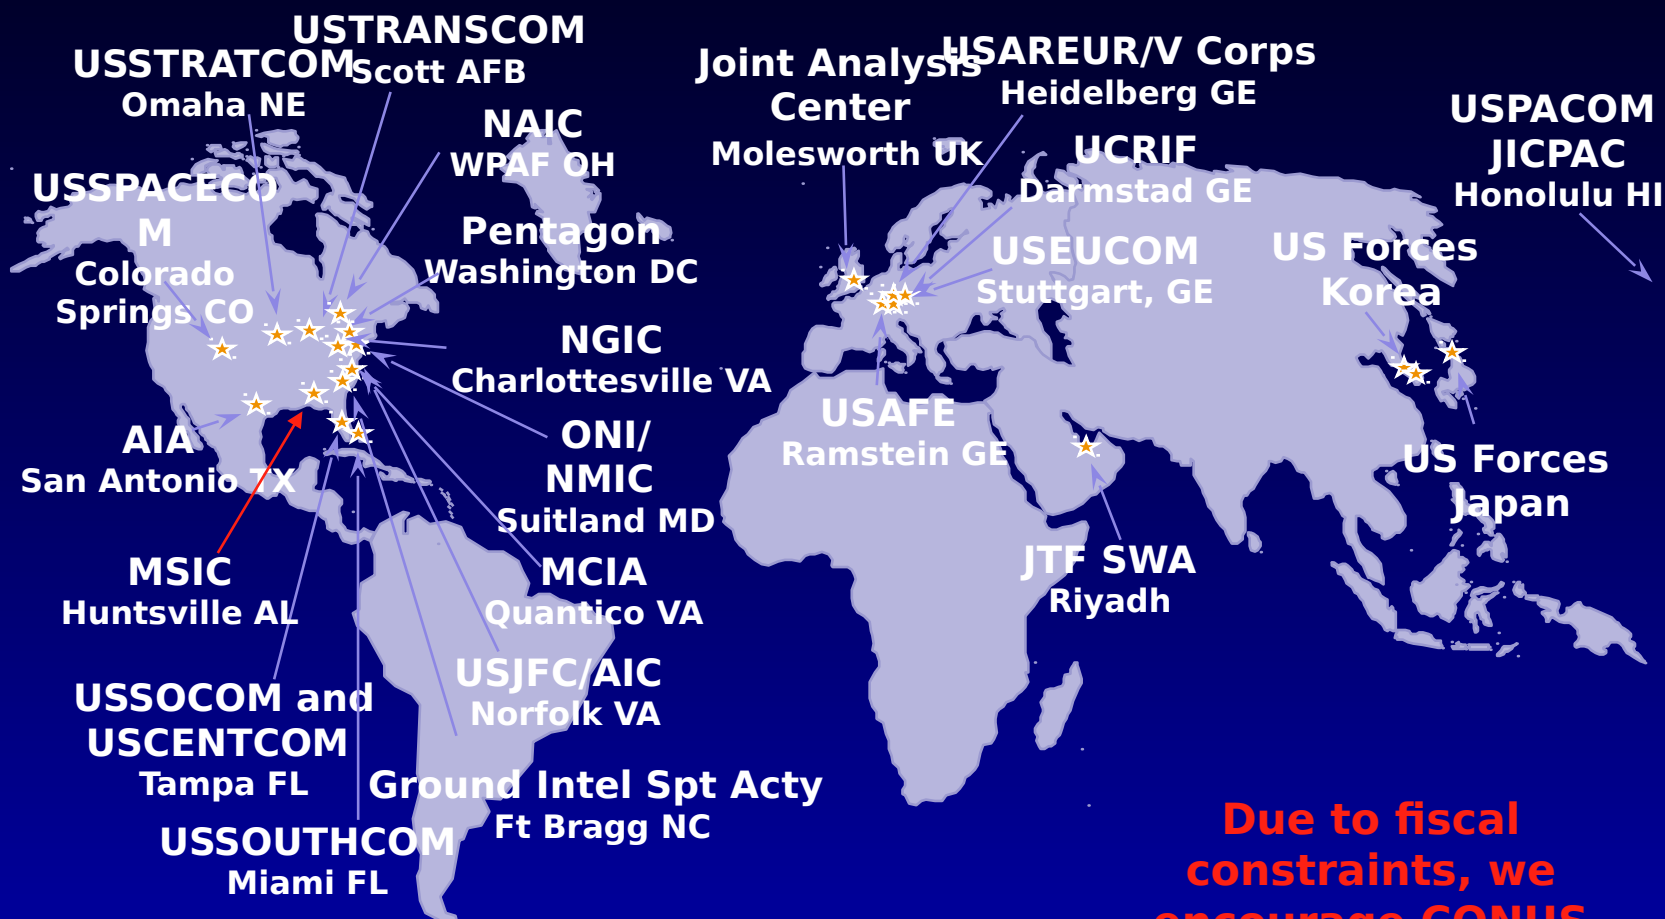 USTRANSCOM
Scott AFB
USSTRATCOM
Omaha NE
NAIC
WPAF OH
USSPACECO
M
Colorado
Springs CO
Pentagon
Washington DC
NGIC
Charlottesville VA
AIA
San Antonio TX
ONI/
NMIC
Suitland MD
MSIC
Huntsville AL
MCIA
Quantico VA
USSOCOM and
USCENTCOM
Tampa FL
USJFC/AIC
Norfolk VA
Ground Intel Spt Acty
Ft Bragg NC
USSOUTHCOM
Miami FL
Joint Analysis
Center
Molesworth UK
USAREUR/V Corps
Heidelberg GE
UCRIF
Darmstad GE
USEUCOM
Stuttgart, GE
USAFE
Ramstein GE
JTF SWA
Riyadh
USPACOM
JICPAC
Honolulu HI
US Forces
Korea
US Forces
Japan
Due to fiscal
constraints, we
encourage CONUS